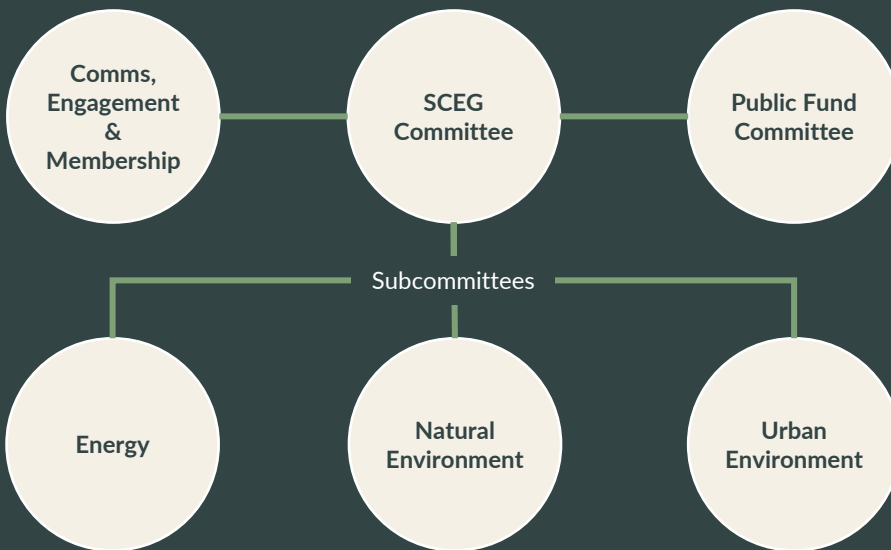 Comms,
Engagement
&
Membership
SCEG
Committee
Public Fund
Committee
Subcommittees
Energy
Natural
Environment
Urban
Environment